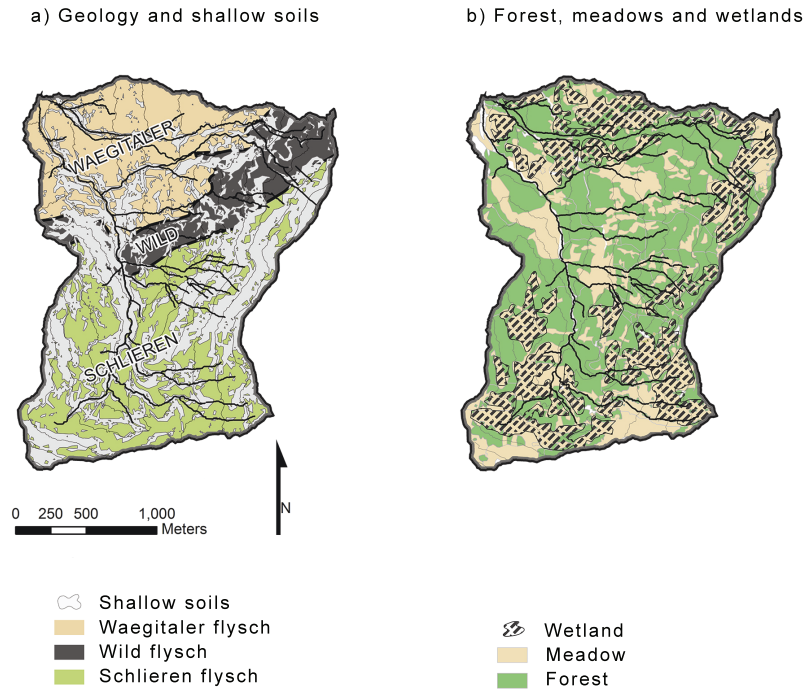 a) Geology and shallow soils
b) Forest, meadows and wetlands
WAEGITALER
WILD
SCHLIEREN
N
0 250 500 1,000
Meters
Shallow soils
Waegitaler flysch
Wild flysch
Schlieren flysch
Wetland
Meadow
Forest